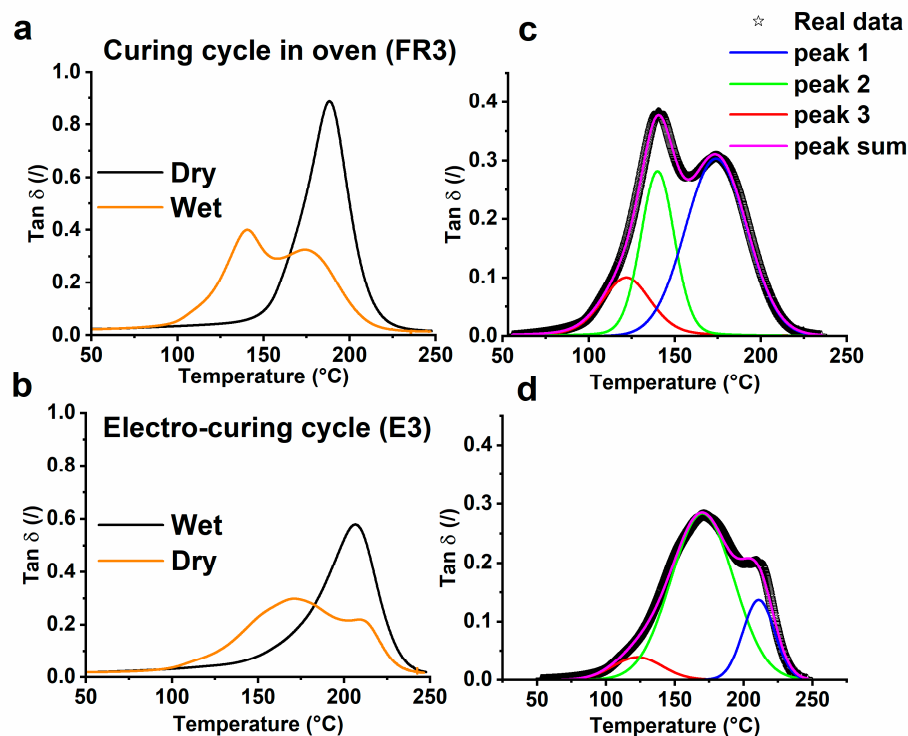 a
Curing cycle in oven (FR3)
1.0
0.8
0.6
0.4
0.2
0.0
Tan δ (/)
Dry
Wet
50 100 150 200 250
Temperature (°C)
c
Real data
peak 1
peak 2
peak 3
peak sum
0.4
0.3
0.2
0.1
0.0
Tan δ (/)
50 100 150 200 250
Temperature (°C)
b
Electro-curing cycle (E3)
1.0
0.8
0.6
0.4
0.2
0.0
Tan δ (/)
Wet
Dry
50 100 150 200 250
Temperature (°C)
d
0.4
0.3
0.2
0.1
0.0
Tan δ (/)
50 100 150 200 250
Temperature (°C)